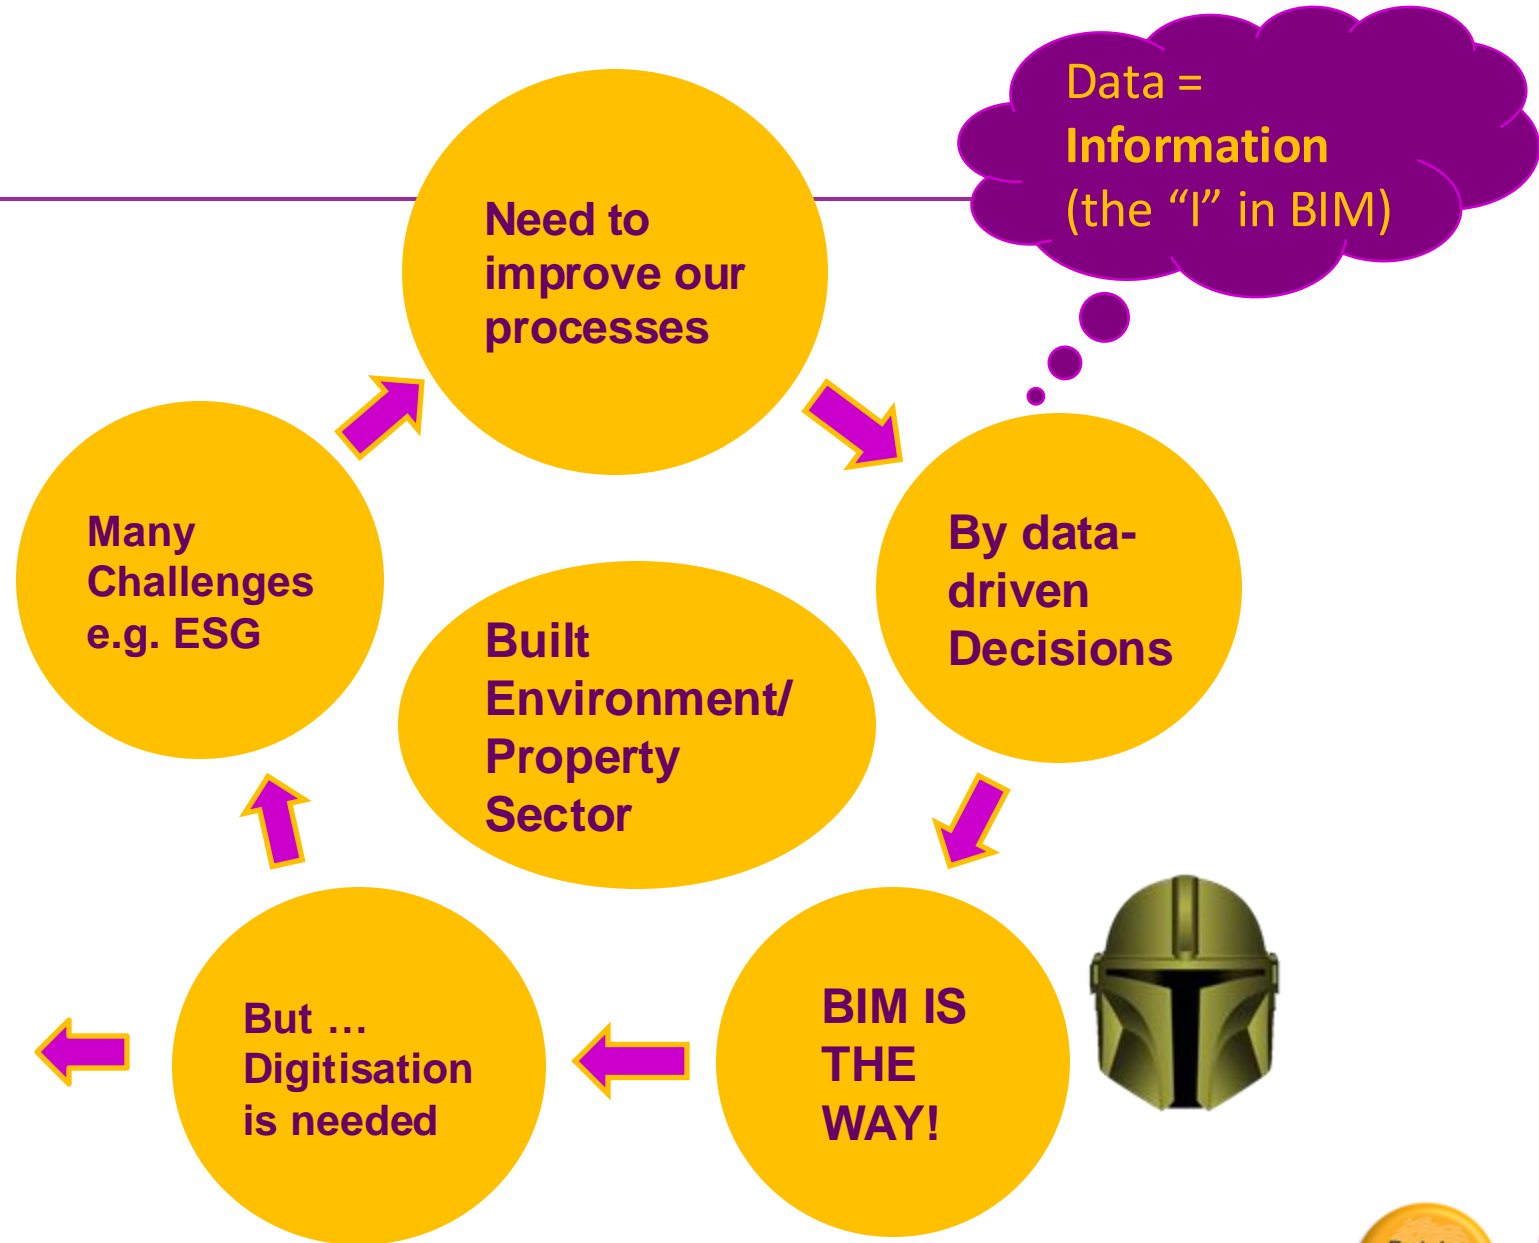 Data =
Information
(the “I” in BIM)
Need to
improve our
processes
Many
Challenges
e.g. ESG
By data-
driven
Decisions
Built
Environment/
Property
Sector
BIM IS
THE
WAY!
But …
Digitisation
is needed